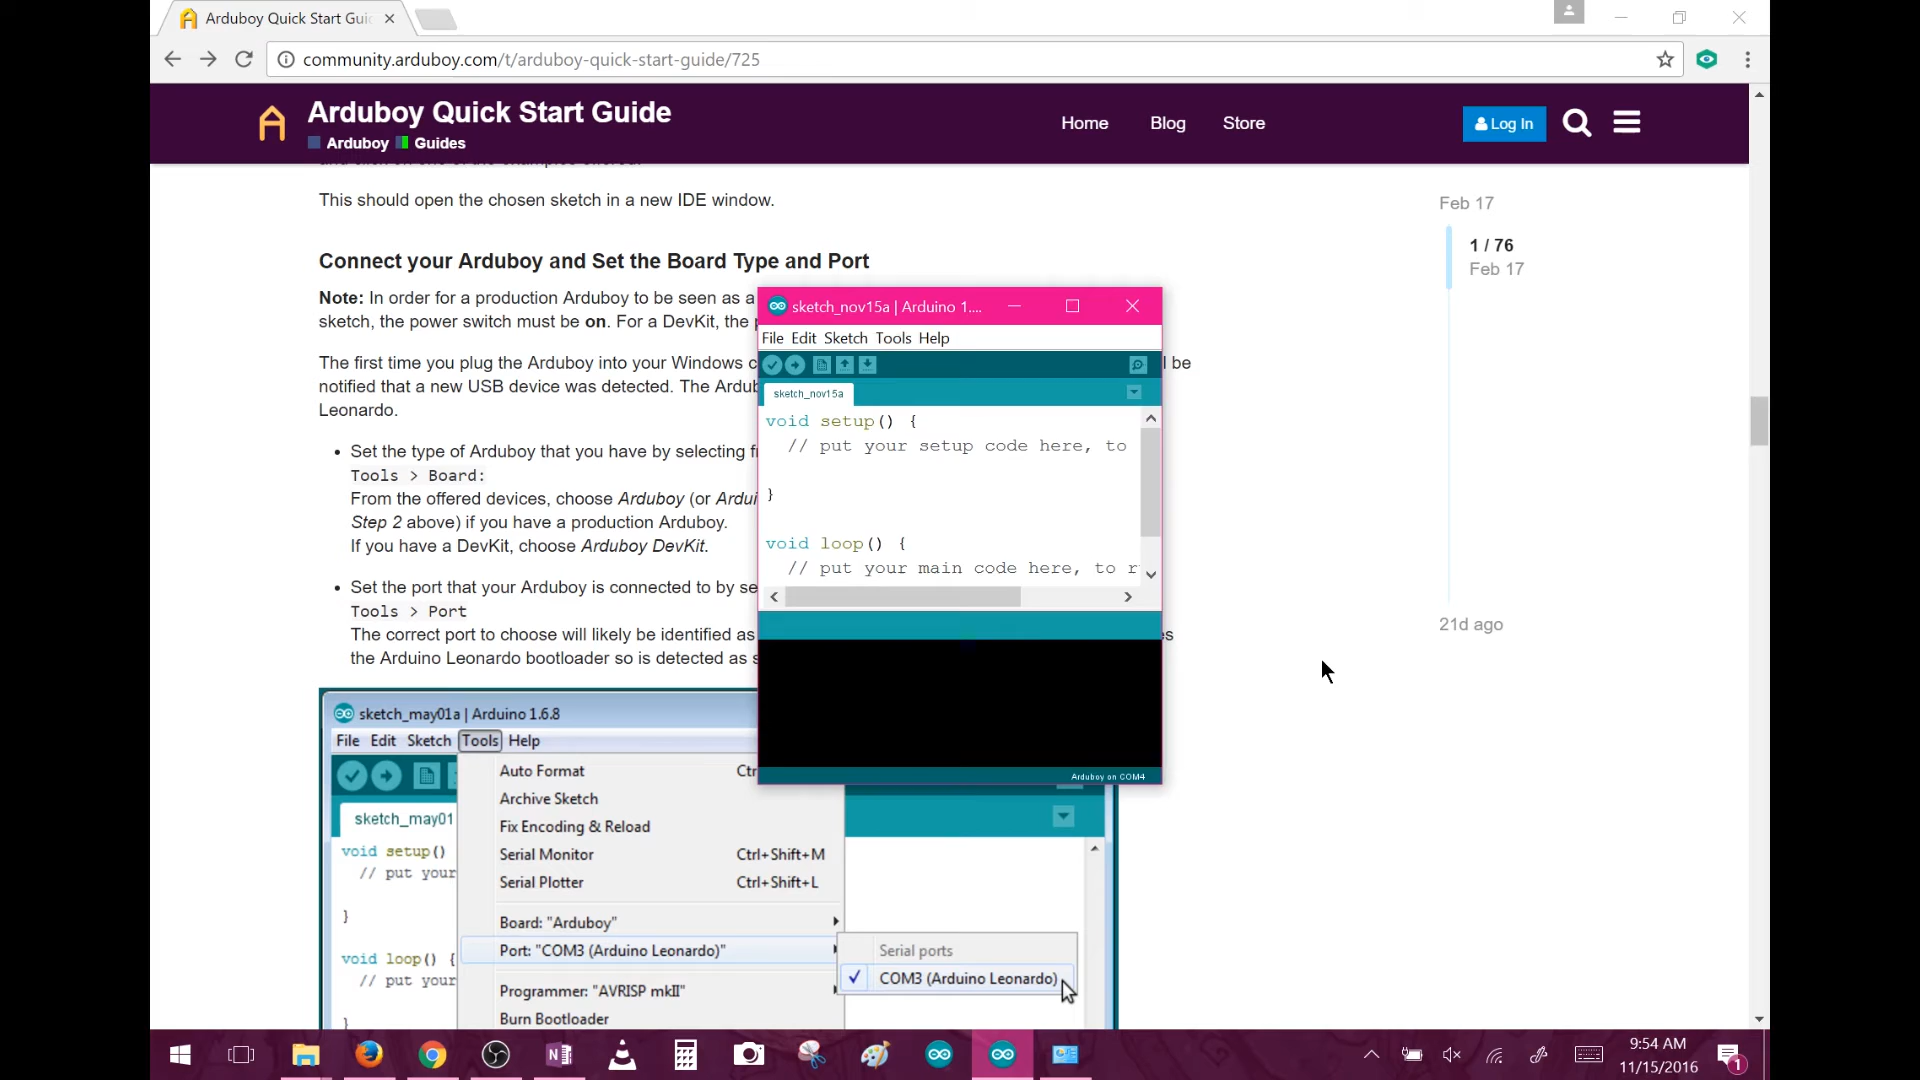 Arduboy Quick Start Gui
community.arduboy.com/t/arduboy-quick-start-guide/725
Arduboy Quick Start Guide
Arduboy Guides
Home Blog Store
Log In
This should open the chosen sketch in a new IDE window.
Connect your Arduboy and Set the Board Type and Port
Note: In order for a production Arduboy to be seen as a
sketch, the power switch must be on. For a DevKit, the
The first time you plug the Arduboy into your Windows
be
notified that a new USB device was detected. The
Leonardo.
• Set the type of Arduboy that you have by selecting
Tools > Board:
From the offered devices, choose Arduboy (or
Step 2 above) if you have a production Arduboy.
If you have a DevKit, choose Arduboy DevKit.
• Set the port that your Arduboy is connected to by
Tools > Port
The correct port to choose will likely be identified as
the Arduino Leonardo bootloader so is detected as
Feb 17
1 / 76
Feb 17
21d ago
sketch_nov15a | Arduino 1....
File Edit Sketch Tools Help
sketch_nov15a
void setup() {
// put your setup code here, to
}
void loop() {
// put your main code here, to r
Arduboy on COM4
sketch_may01a | Arduino 1.6.8
File Edit Sketch Tools Help
sketch_may01
void setup()
// put your
}
void loop() {
// put your
}
Auto Format Ctr
Archive Sketch
Fix Encoding & Reload
Serial Monitor Ctrl+Shift+M
Serial Plotter Ctrl+Shift+L
Board: "Arduboy"
Port: "COM3 (Arduino Leonardo)"
Programmer: "AVRISP mkII"
Burn Bootloader
Serial ports
COM3 (Arduino Leonardo)
9:54 AM
11/15/2016
1